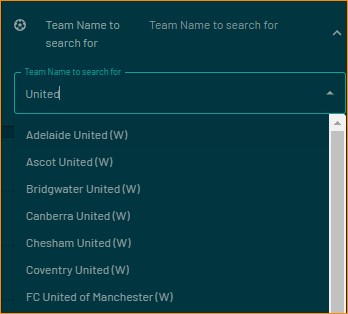 Team Name to search for
Team Name to
search for
Team Name to search for
United
Adelaide United (W)
Ascot United (W)
Bridgwater United (W)
Canberra United (W)
Chesham United (W)
Coventry United (W)
FC United of Manchester (W)